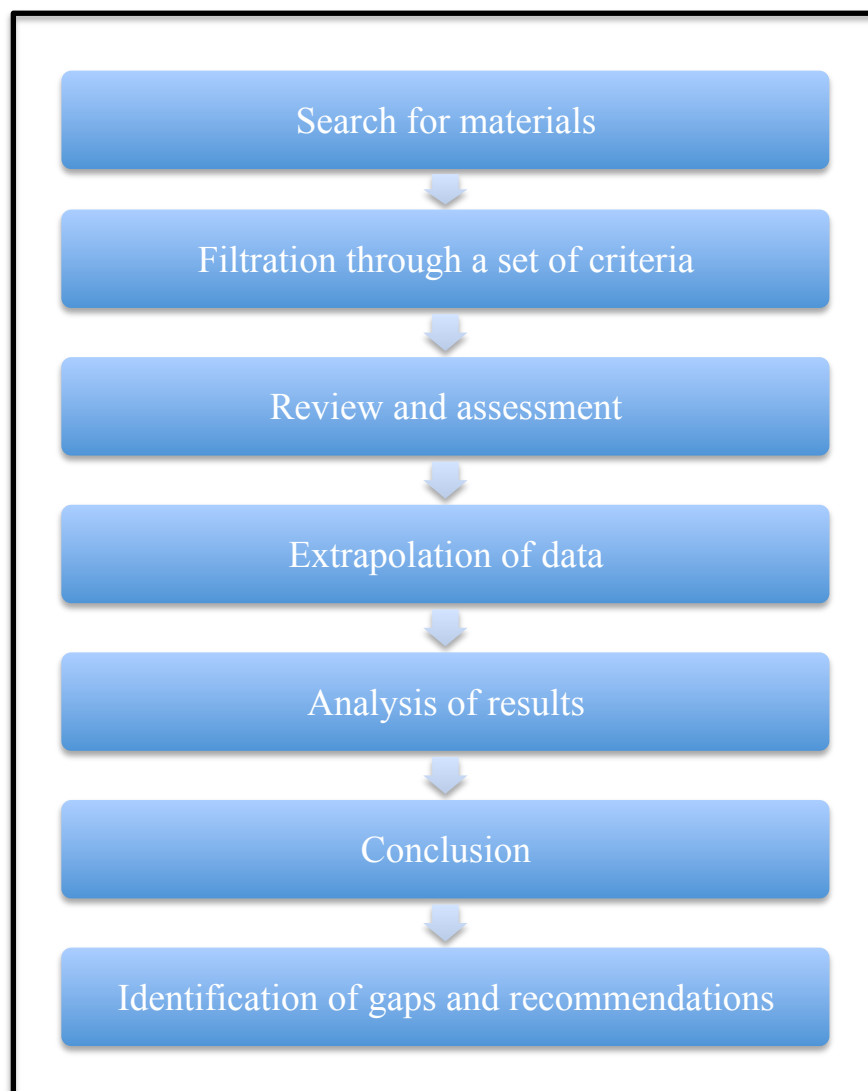 Search for materials
Filtration through a set of criteria
Review and assessment
Extrapolation of data
Analysis of results
Conclusion
Identification of gaps and recommendations